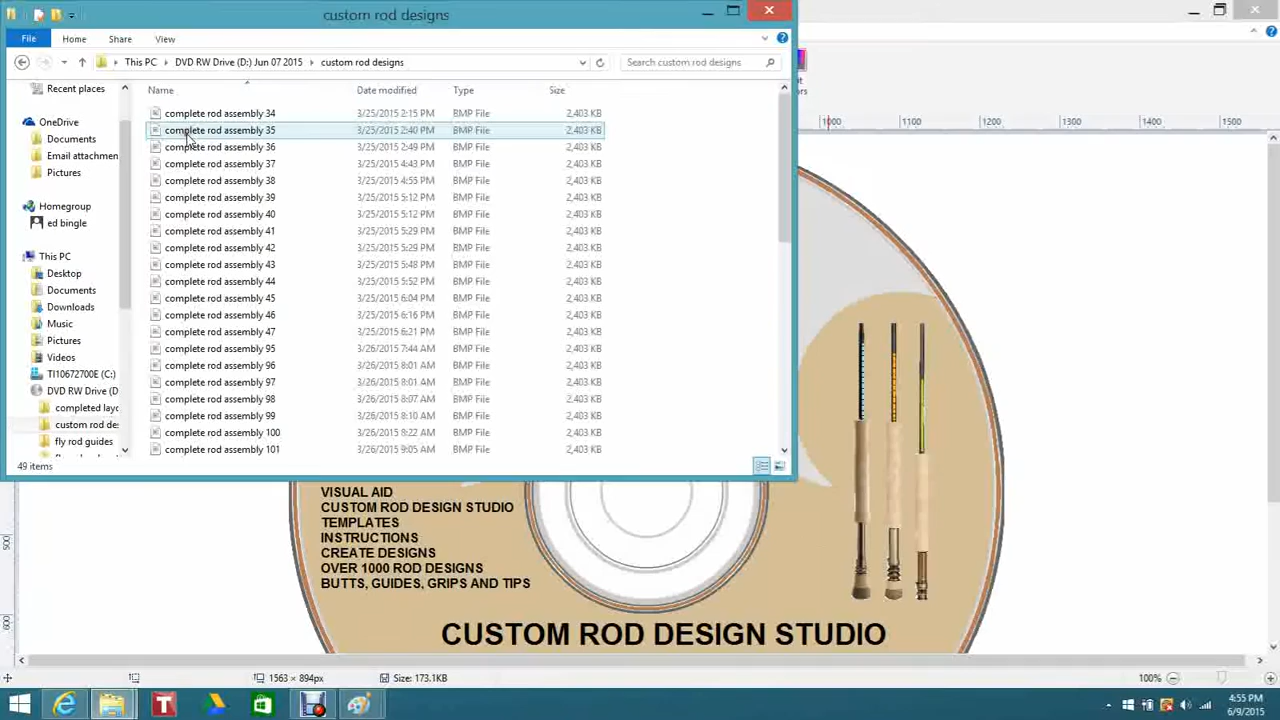 custom rod designs
File Home Share View
This PC DVD RW Drive (D:) Jun 07 2015 custom rod designs Search custom rod designs
Name Date modified Type Size
Recent places
OneDrive
Documents
Email attachmen
Pictures
Homegroup
ed bingle
This PC
Desktop
Documents
Downloads
Music
Pictures
Videos
TI10672700E (C:)
DVD RW Drive (D
completed layo
custom rod des
fly rod guides
complete rod assembly 34 3/25/2015 2:15 PM BMP File 2,403 KB
complete rod assembly 35 3/25/2015 2:40 PM BMP File 2,403 KB
complete rod assembly 36 3/25/2015 2:49 PM BMP File 2,403 KB
complete rod assembly 37 3/25/2015 4:43 PM BMP File 2,403 KB
complete rod assembly 38 3/25/2015 4:55 PM BMP File 2,403 KB
complete rod assembly 39 3/25/2015 5:12 PM BMP File 2,403 KB
complete rod assembly 40 3/25/2015 5:12 PM BMP File 2,403 KB
complete rod assembly 41 3/25/2015 5:29 PM BMP File 2,403 KB
complete rod assembly 42 3/25/2015 5:29 PM BMP File 2,403 KB
complete rod assembly 43 3/25/2015 5:48 PM BMP File 2,403 KB
complete rod assembly 44 3/25/2015 5:52 PM BMP File 2,403 KB
complete rod assembly 45 3/25/2015 6:04 PM BMP File 2,403 KB
complete rod assembly 46 3/25/2015 6:16 PM BMP File 2,403 KB
complete rod assembly 47 3/25/2015 6:21 PM BMP File 2,403 KB
complete rod assembly 95 3/26/2015 7:44 AM BMP File 2,403 KB
complete rod assembly 96 3/26/2015 8:01 AM BMP File 2,403 KB
complete rod assembly 97 3/26/2015 8:01 AM BMP File 2,403 KB
complete rod assembly 98 3/26/2015 8:07 AM BMP File 2,403 KB
complete rod assembly 99 3/26/2015 8:10 AM BMP File 2,403 KB
complete rod assembly 100 3/26/2015 8:22 AM BMP File 2,403 KB
complete rod assembly 101 3/26/2015 9:05 AM BMP File 2,403 KB
49 items
1000 1100 1200 1300 1400 1500
500
600
VISUAL AID
CUSTOM ROD DESIGN STUDIO
TEMPLATES
INSTRUCTIONS
CREATE DESIGNS
OVER 1000 ROD DESIGNS
BUTTS, GUIDES, GRIPS AND TIPS
CUSTOM ROD DESIGN STUDIO
1563 × 894px Size: 173.1KB 100%
4:55 PM
6/9/2015